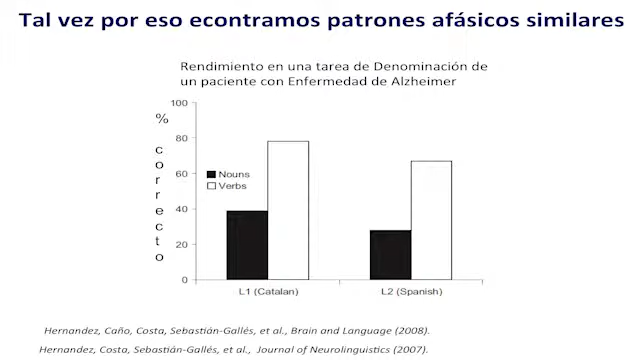 Tal vez por eso econtramos patrones afásicos similares
Rendimiento en una tarea de Denominación de
un paciente con Enfermedad de Alzheimer
% correcto
100
80
60
40
20
0
Nouns
Verbs
L1 (Catalan)
L2 (Spanish)
Hernandez, Caño, Costa, Sebastián-Gallés, et al., Brain and Language (2008).
Hernandez, Costa, Sebastián-Gallés, et al., Journal of Neurolinguistics (2007).